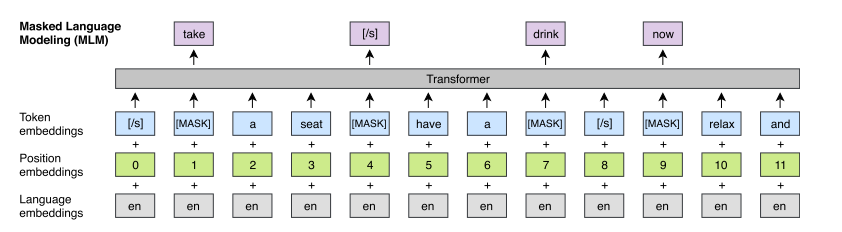 Masked Language
Modeling (MLM)
take [/s] drink now
Transformer
Token
embeddings
[/s] [MASK] a seat [MASK] have a [MASK] [/s] [MASK] relax and
+ + + + + + + + + + + +
Position
embeddings
0 1 2 3 4 5 6 7 8 9 10 11
+ + + + + + + + + + + +
Language
embeddings
en en en en en en en en en en en en